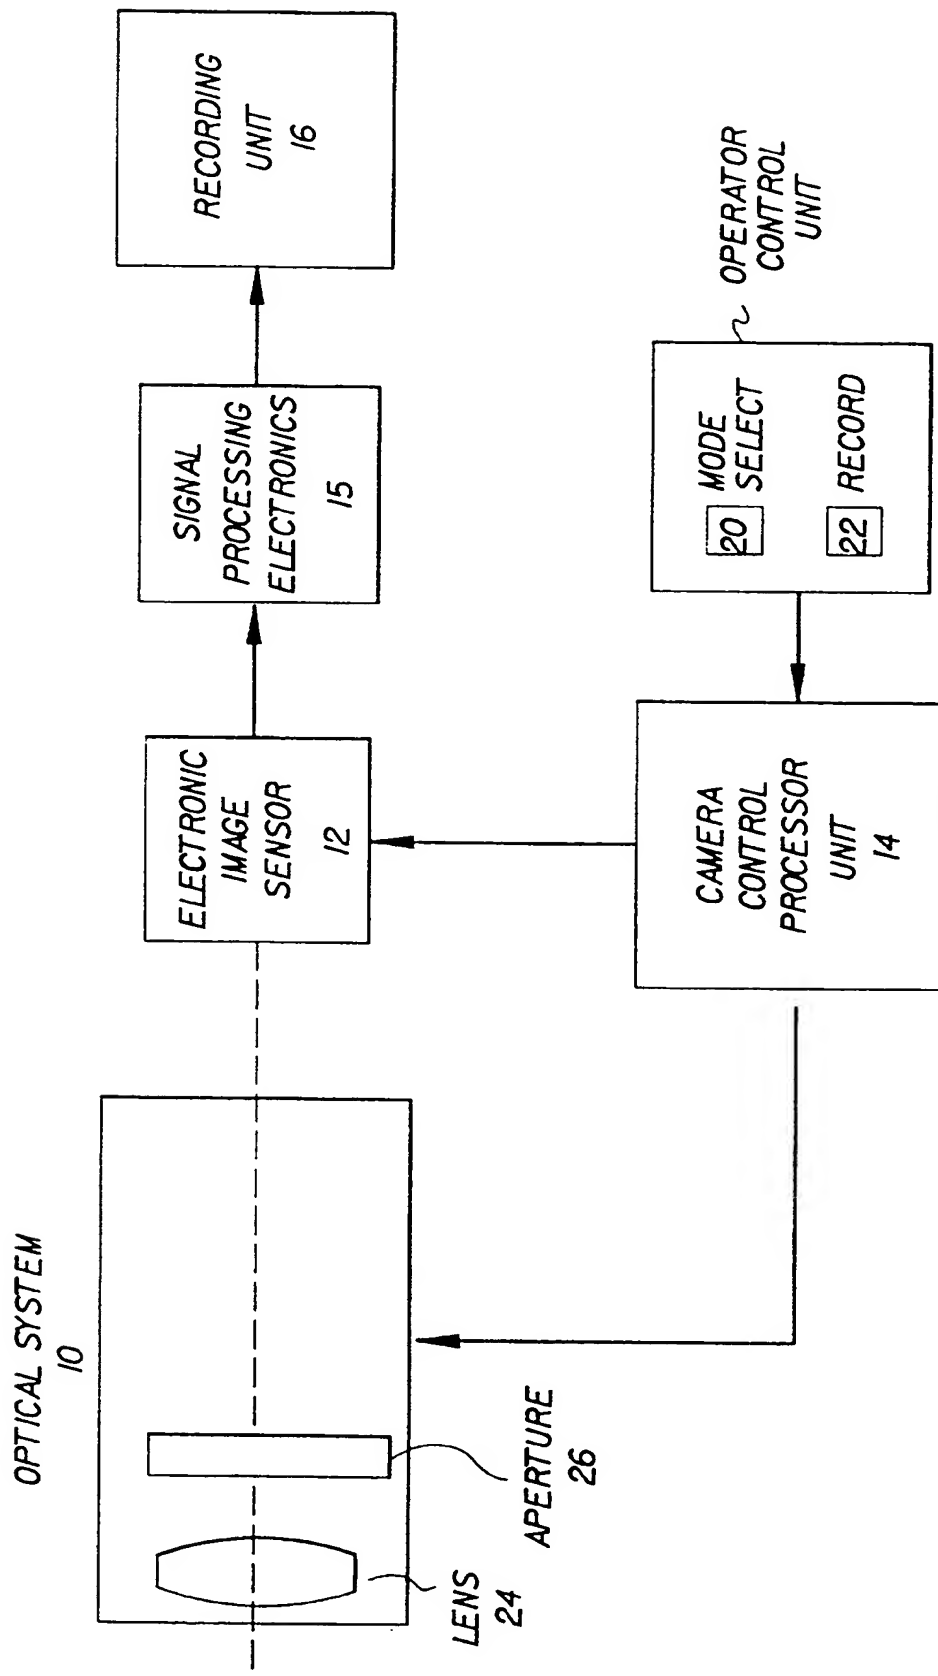 OPTICAL SYSTEM
10
LENS
24
APERTURE
26
ELECTRONIC
IMAGE
SENSOR
12
SIGNAL
PROCESSING
ELECTRONICS
15
RECORDING
UNIT
16
CAMERA
CONTROL
PROCESSOR
UNIT
14
20 MODE
SELECT
22 RECORD
OPERATOR
CONTROL
UNIT